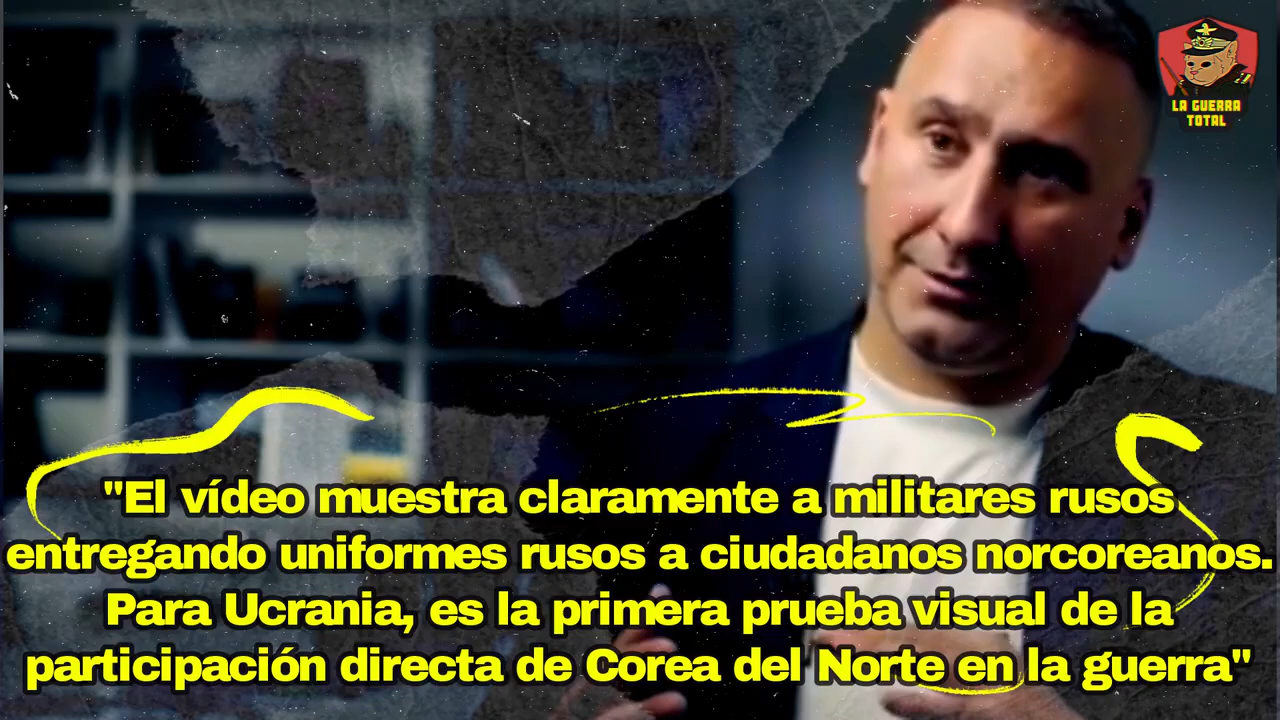 LA GUERRA
TOTAL
"El vídeo muestra claramente a militares rusos
entregando uniformes rusos a ciudadanos norcoreanos.
Para Ucrania, es la primera prueba visual de la
participación directa de Corea del Norte en la guerra"